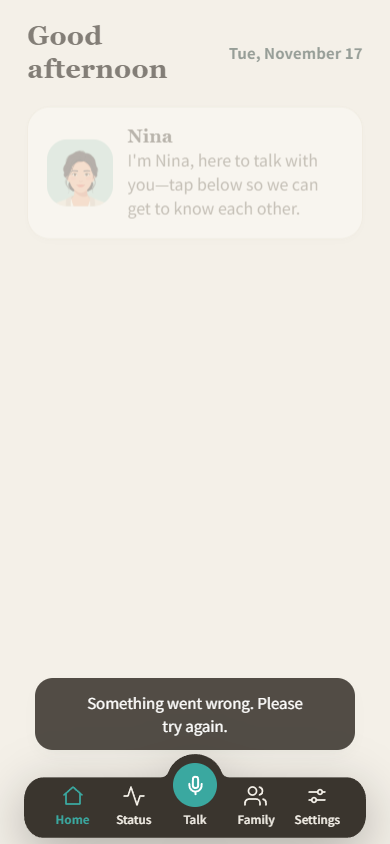 Good
afternoon
Tue, November 17
Nina
I'm Nina, here to talk with
you—tap below so we can
get to know each other.
Something went wrong. Please
try again.
Home
Status
Talk
Family
Settings